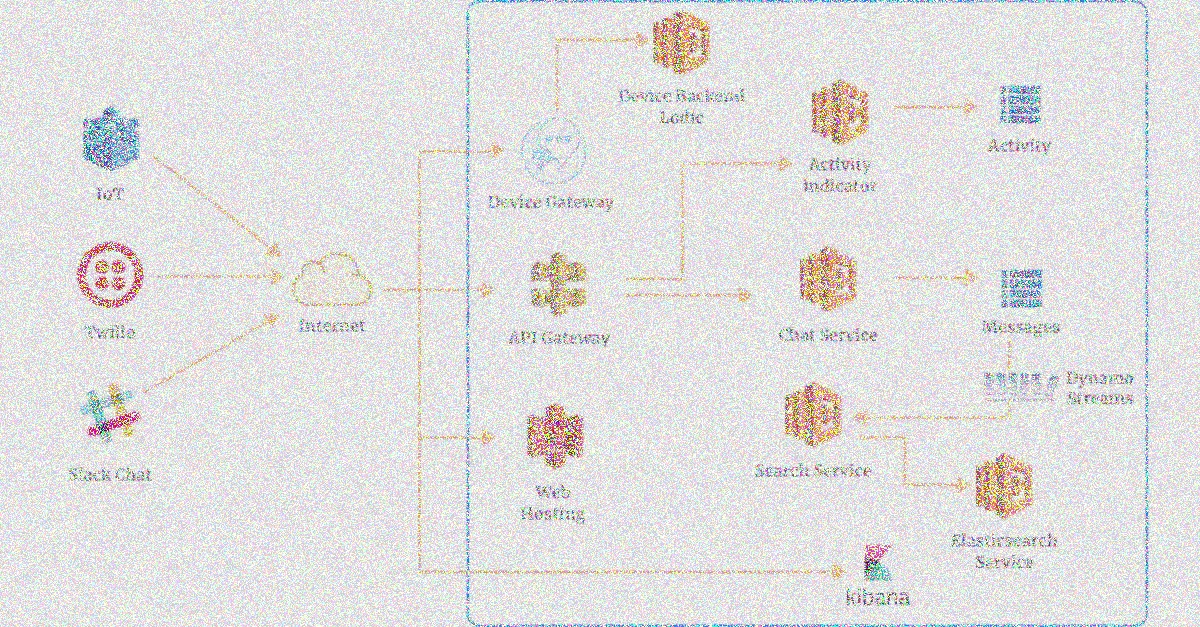 Device Backend
Logic
IoT
Device Gateway
Activity
Indicator
Activity
Twilio
Internet
API Gateway
Chat Service
Messages
Dynamo
Streams
Slack Chat
Web
Hosting
Search Service
Elasticsearch
Service
kibana